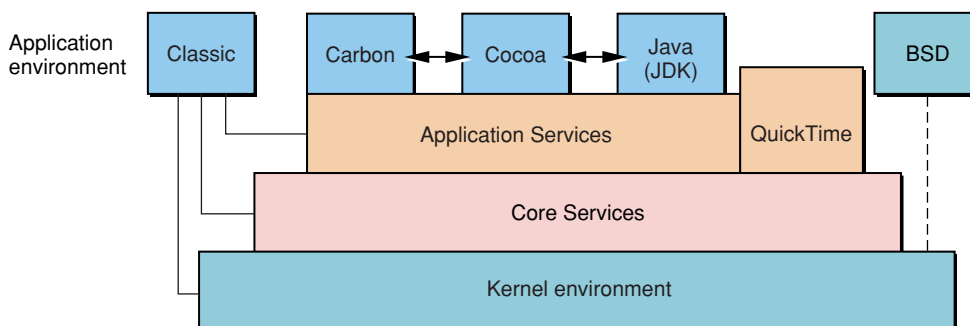 Application
environment
Classic
Carbon
Cocoa
Java
(JDK)
BSD
Application Services
QuickTime
Core Services
Kernel environment